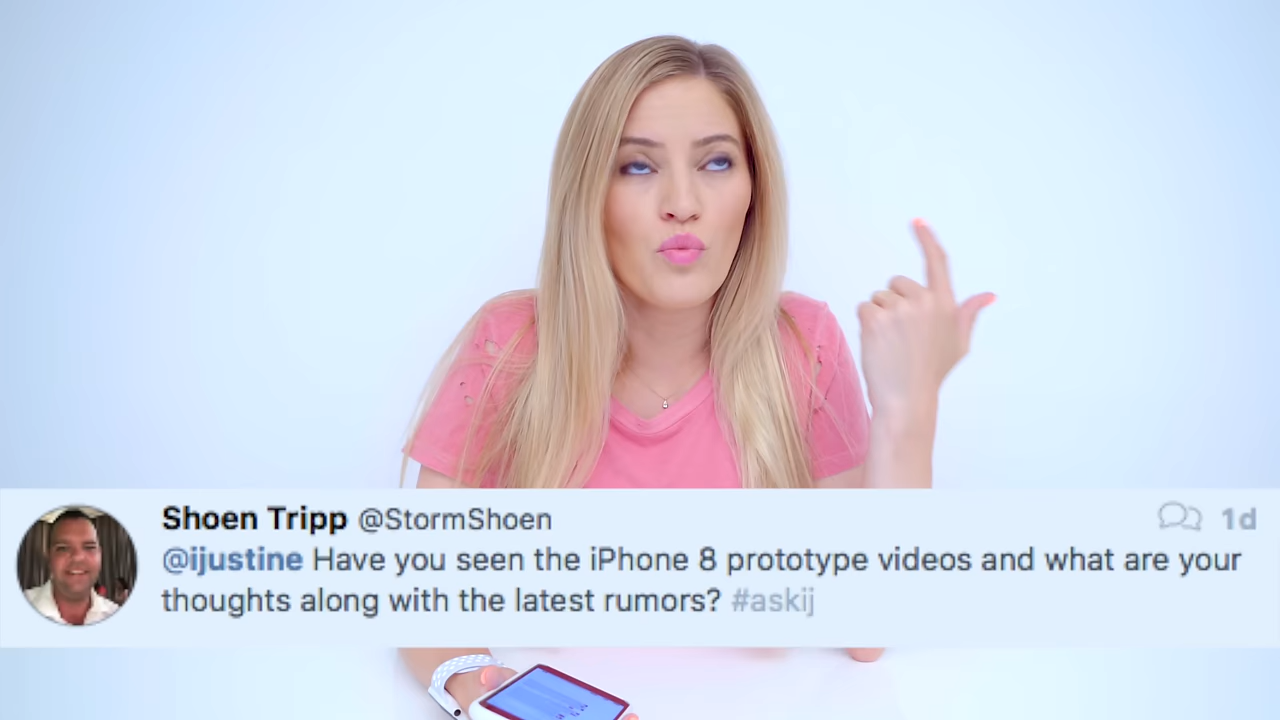 Shoen Tripp @StormShoen 1d
@ijustine Have you seen the iPhone 8 prototype videos and what are your
thoughts along with the latest rumors? #askij